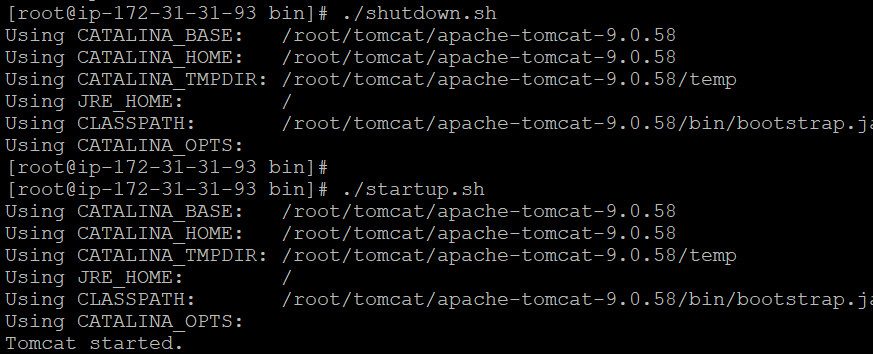 [root@ip-172-31-31-93 bin]# ./shutdown.sh
Using CATALINA_BASE:   /root/tomcat/apache-tomcat-9.0.58
Using CATALINA_HOME:   /root/tomcat/apache-tomcat-9.0.58
Using CATALINA_TMPDIR: /root/tomcat/apache-tomcat-9.0.58/temp
Using JRE_HOME:        /
Using CLASSPATH:       /root/tomcat/apache-tomcat-9.0.58/bin/bootstrap.ja
Using CATALINA_OPTS:
[root@ip-172-31-31-93 bin]#
[root@ip-172-31-31-93 bin]# ./startup.sh
Using CATALINA_BASE:   /root/tomcat/apache-tomcat-9.0.58
Using CATALINA_HOME:   /root/tomcat/apache-tomcat-9.0.58
Using CATALINA_TMPDIR: /root/tomcat/apache-tomcat-9.0.58/temp
Using JRE_HOME:        /
Using CLASSPATH:       /root/tomcat/apache-tomcat-9.0.58/bin/bootstrap.ja
Using CATALINA_OPTS:
Tomcat started.